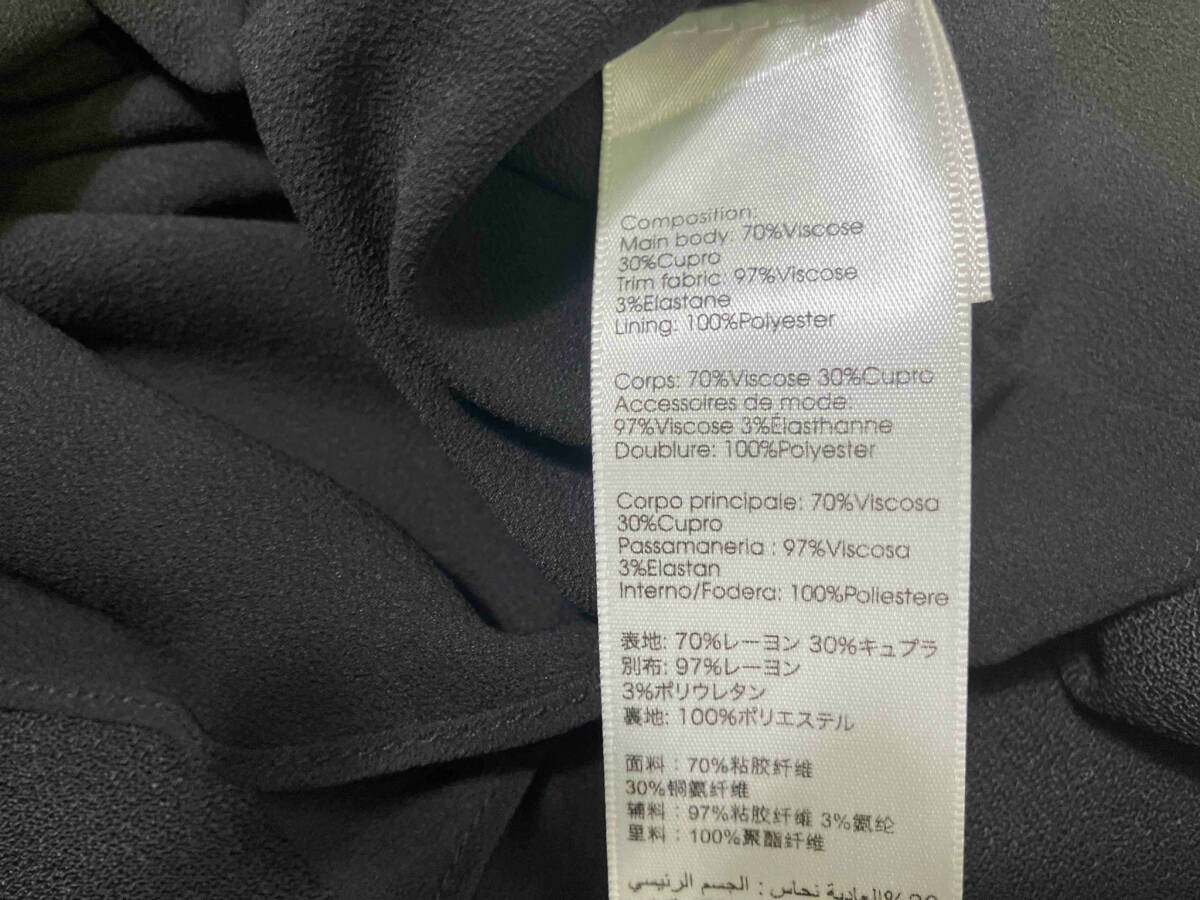 Composition:
Main body: 70%Viscose
30%Cupro
Trim fabric: 97%Viscose
3%Elastane
Lining: 100%Polyester
Corps: 70%Viscose 30%Cupro
Accessoires de mode:
97%Viscose 3%Élasthanne
Doublure: 100%Polyester
Corpo principale: 70%Viscosa
30%Cupro
Passamaneria : 97%Viscosa
3%Elastan
Interno/Fodera: 100%Poliestere
表地: 70%レーヨン 30%キュプラ
別布: 97%レーヨン
3%ポリウレタン
裏地: 100%ポリエステル
面料：70%粘胶纤维
30%铜氨纤维
辅料：97%粘胶纤维 3%氨纶
里料：100%聚酯纤维
الجسم الرئيسي : نحاس